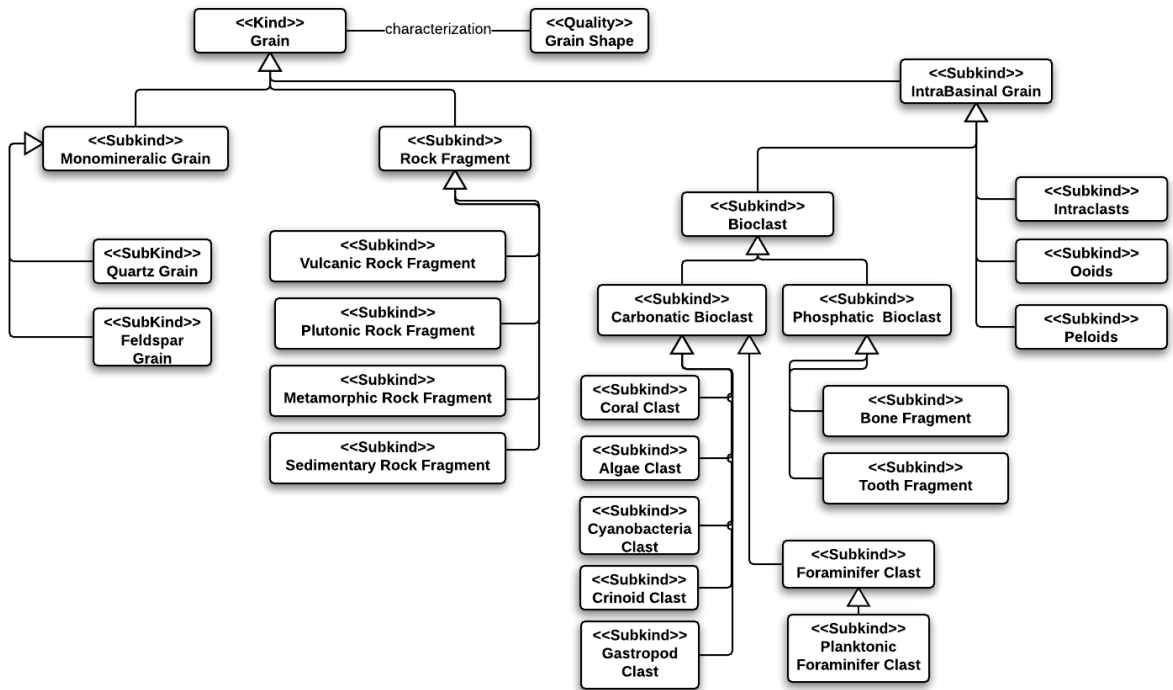 <<Kind>>
Grain
characterization
<<Quality>>
Grain Shape
<<Subkind>>
IntraBasinal Grain
<<Subkind>>
Monomineralic Grain
<<Subkind>>
Rock Fragment
<<SubKind>>
Quartz Grain
<<SubKind>>
Feldspar
Grain
<<Subkind>>
Vulcanic Rock Fragment
<<Subkind>>
Plutonic Rock Fragment
<<Subkind>>
Metamorphic Rock Fragment
<<Subkind>>
Sedimentary Rock Fragment
<<Subkind>>
Bioclast
<<Subkind>>
Intraclasts
<<Subkind>>
Ooids
<<Subkind>>
Peloids
<<Subkind>>
Carbonatic Bioclast
<<Subkind>>
Phosphatic Bioclast
<<Subkind>>
Coral Clast
<<Subkind>>
Algae Clast
<<Subkind>>
Cyanobacteria
Clast
<<Subkind>>
Crinoid Clast
<<Subkind>>
Gastropod
Clast
<<Subkind>>
Bone Fragment
<<Subkind>>
Tooth Fragment
<<Subkind>>
Foraminifer Clast
<<Subkind>>
Planktonic
Foraminifer Clast